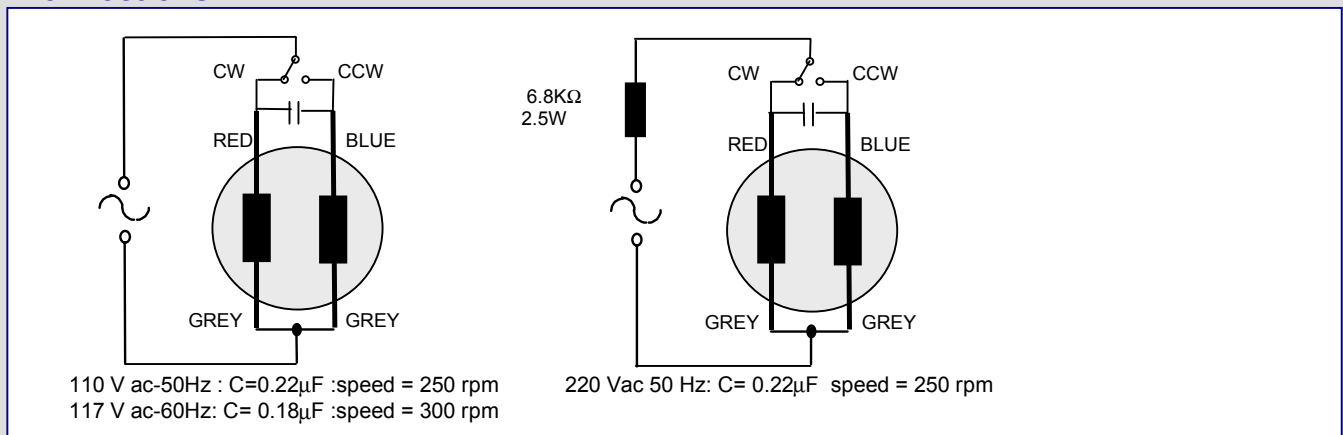 CW CCW
RED BLUE
GREY GREY
110 V ac-50Hz : C=0.22μF :speed = 250 rpm
117 V ac-60Hz: C= 0.18μF :speed = 300 rpm
6.8KΩ
2.5W
CW CCW
RED BLUE
GREY GREY
220 Vac 50 Hz: C= 0.22μF speed = 250 rpm